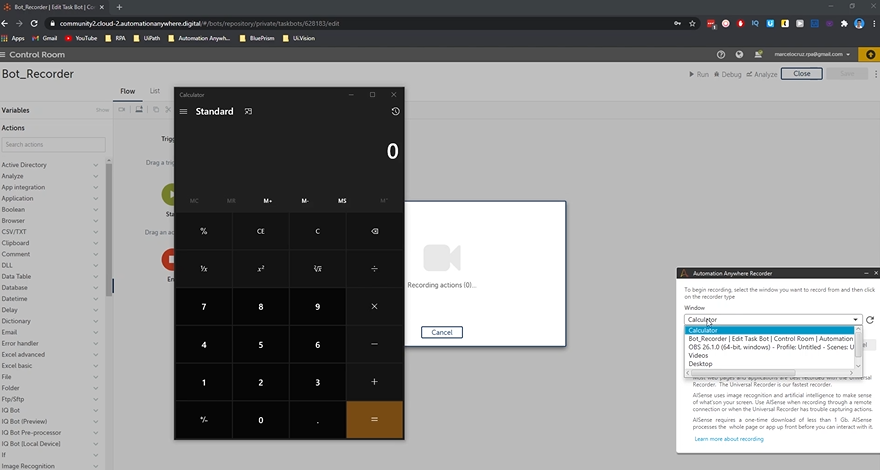 Bot_Recorder | Edit Task Bot | Con
community2.cloud-2.automationanywhere.digital/#/bots/repository/private/taskbots/628183/edit
Apps Gmail YouTube RPA UiPath Automation Anywh... BluePrism Ui.Vision
Control Room
marcelocruz.rpa@gmail.com
Bot_Recorder
Run Debug Analyze Close Save
Flow List
Variables Show
Actions
Search actions
Active Directory
Analyze
App integration
Application
Boolean
Browser
CSV/TXT
Clipboard
Comment
DLL
Data Table
Database
Datetime
Delay
Dictionary
Email
Error handler
Excel advanced
Excel basic
File
Folder
Ftp/Sftp
IQ Bot
IQ Bot (Preview)
IQ Bot Pre-processor
IQ Bot [Local Device]
If
Image Recognition
Trig
Drag a trig
Sta
Drag an ac
En
Calculator
Standard
0
MC MR M+ M- MS M˅
% CE C
⅟x x² ²√x ÷
7 8 9 ×
4 5 6 −
1 2 3 +
+/- 0 . =
Recording actions (0)...
Cancel
Automation Anywhere Recorder
To begin recording, select the window you want to record from and then click
on the recorder type
Window
Calculator
Calculator
Bot_Recorder | Edit Task Bot | Control Room | Automation
OBS 26.1.0 (64-bit, windows) - Profile: Untitled - Scenes: U
Videos
Desktop
Most web pages and applications are best recorded with the Universal
Recorder. The Universal Recorder is our fastest recorder.
AISense uses image recognition and artificial intelligence to make sense
of what'son your screen. Use AISense when recording through a remote
connection or when the Universal Recorder has trouble capturing actions.
AISense requires a one-time download of less than 1 Gb. AISense
processes the whole page or app up front before you can interact with it.
Learn more about recording